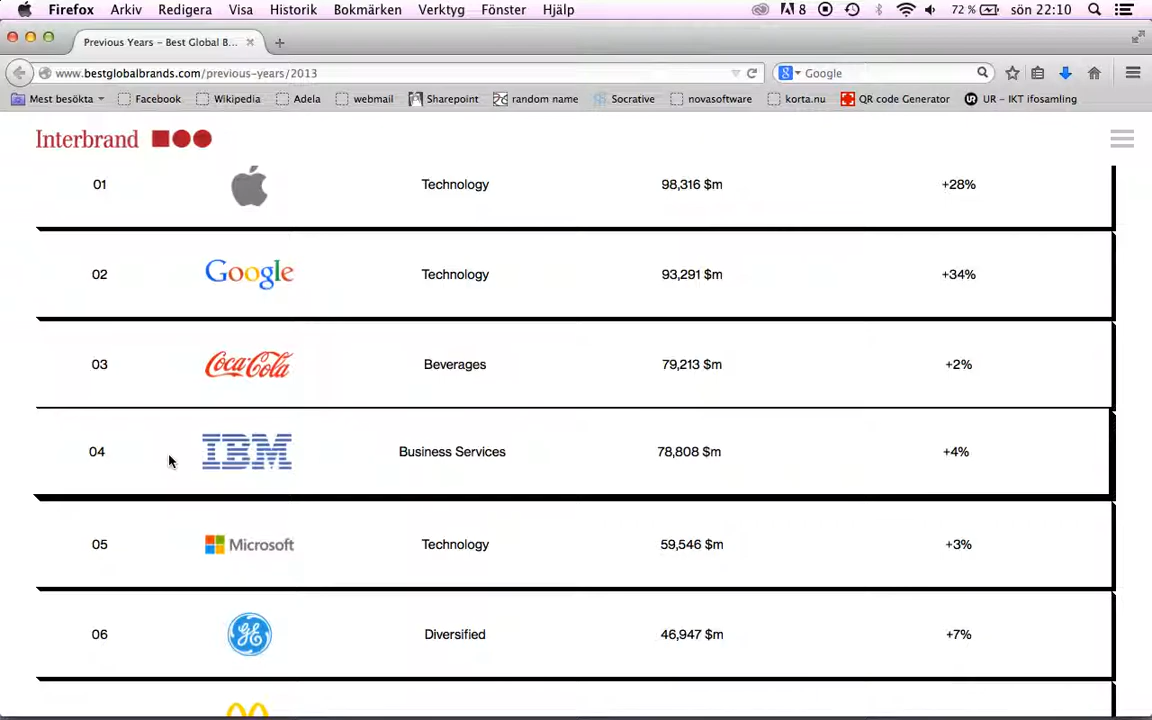 Firefox Arkiv Redigera Visa Historik Bokmärken Verktyg Fönster Hjälp 8 72 % sön 22:10
Previous Years – Best Global B...
www.bestglobalbrands.com/previous-years/2013 Google
Mest besökta Facebook Wikipedia Adela webmail Sharepoint random name Socrative novasoftware korta.nu QR code Generator UR – IKT ifosamling
Interbrand
01 Technology 98,316 $m +28%
02 Google Technology 93,291 $m +34%
03 Coca-Cola Beverages 79,213 $m +2%
04 IBM Business Services 78,808 $m +4%
05 Microsoft Technology 59,546 $m +3%
06 GE Diversified 46,947 $m +7%